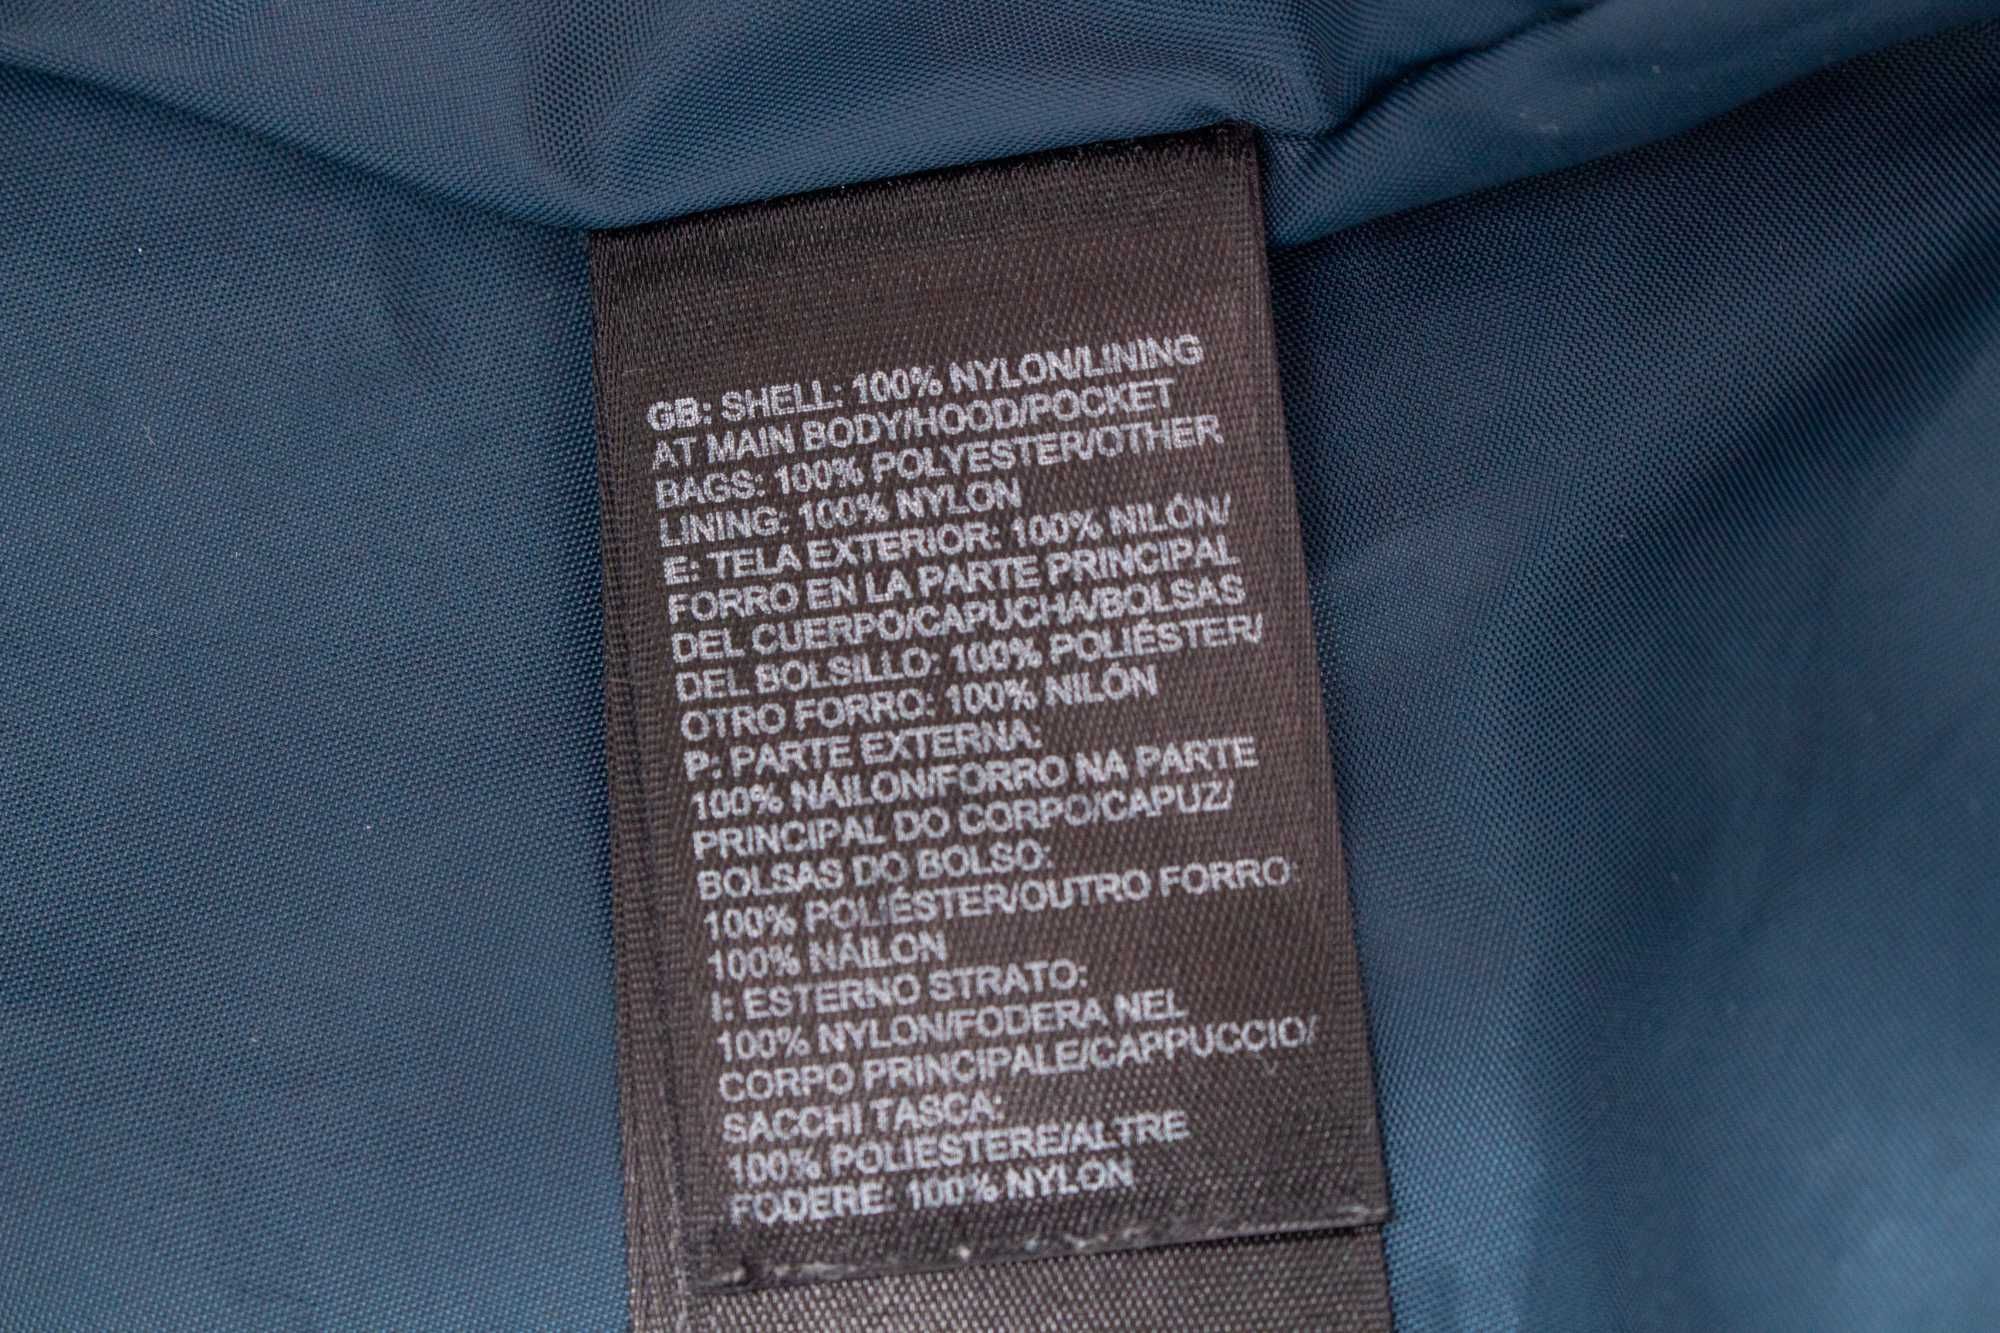 GB: SHELL: 100% NYLON/LINING
AT MAIN BODY/HOOD/POCKET
BAGS: 100% POLYESTER/OTHER
LINING: 100% NYLON
E: TELA EXTERIOR: 100% NILÓN/
FORRO EN LA PARTE PRINCIPAL
DEL CUERPO/CAPUCHA/BOLSAS
DEL BOLSILLO: 100% POLIÉSTER/
OTRO FORRO: 100% NILÓN
P: PARTE EXTERNA:
100% NÁILON/FORRO NA PARTE
PRINCIPAL DO CORPO/CAPUZ/
BOLSAS DO BOLSO:
100% POLIÉSTER/OUTRO FORRO:
100% NÁILON
I: ESTERNO STRATO:
100% NYLON/FODERA NEL
CORPO PRINCIPALE/CAPPUCCIO/
SACCHI TASCA:
100% POLIESTERE/ALTRE
FODERE: 100% NYLON